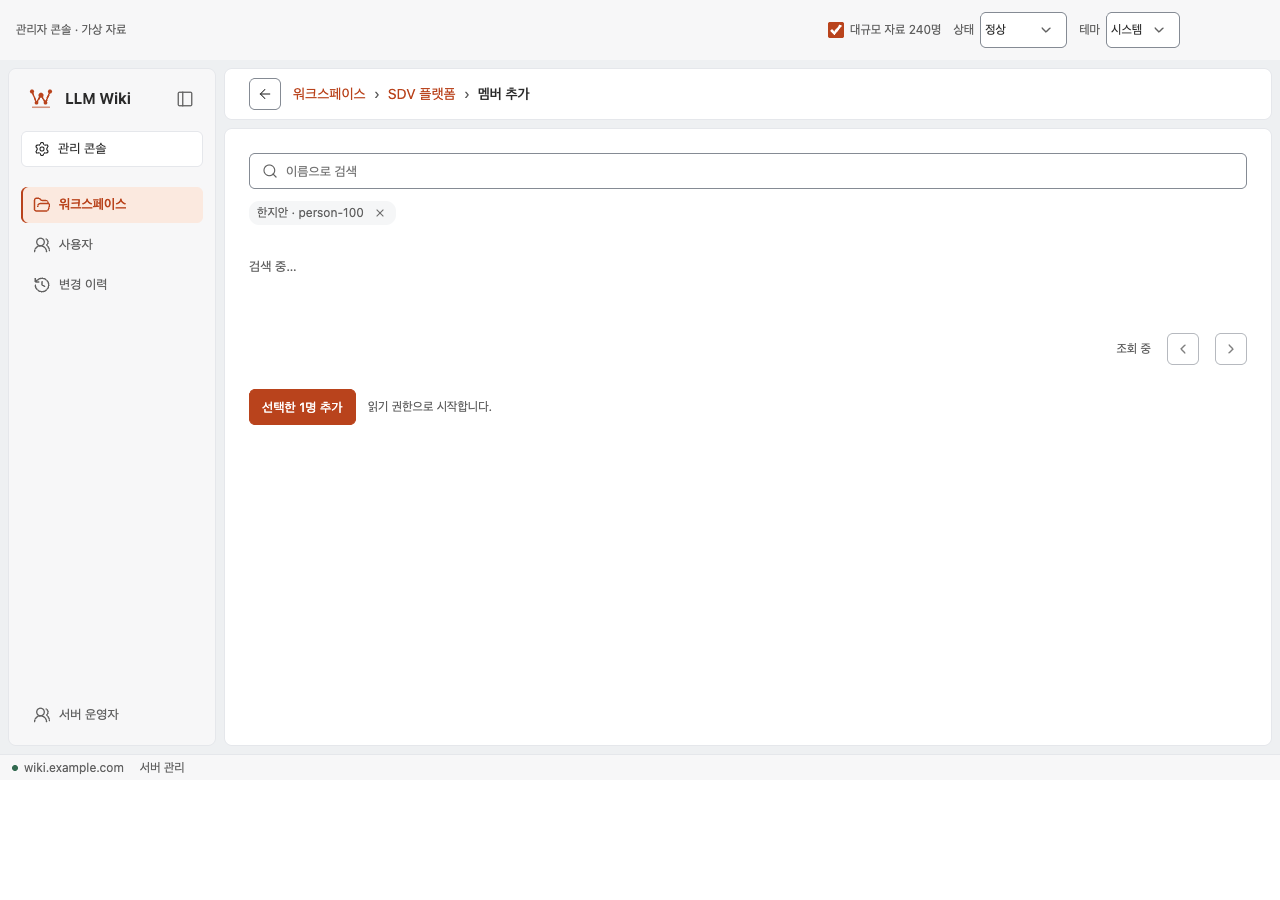 관리자 콘솔 · 가상 자료
대규모 자료 240명 상태 정상 테마 시스템
LLM Wiki
관리 콘솔
워크스페이스
사용자
변경 이력
서버 운영자
워크스페이스 › SDV 플랫폼 › 멤버 추가
이름으로 검색
한지안 · person-100
검색 중...
조회 중
선택한 1명 추가 읽기 권한으로 시작합니다.
wiki.example.com 서버 관리